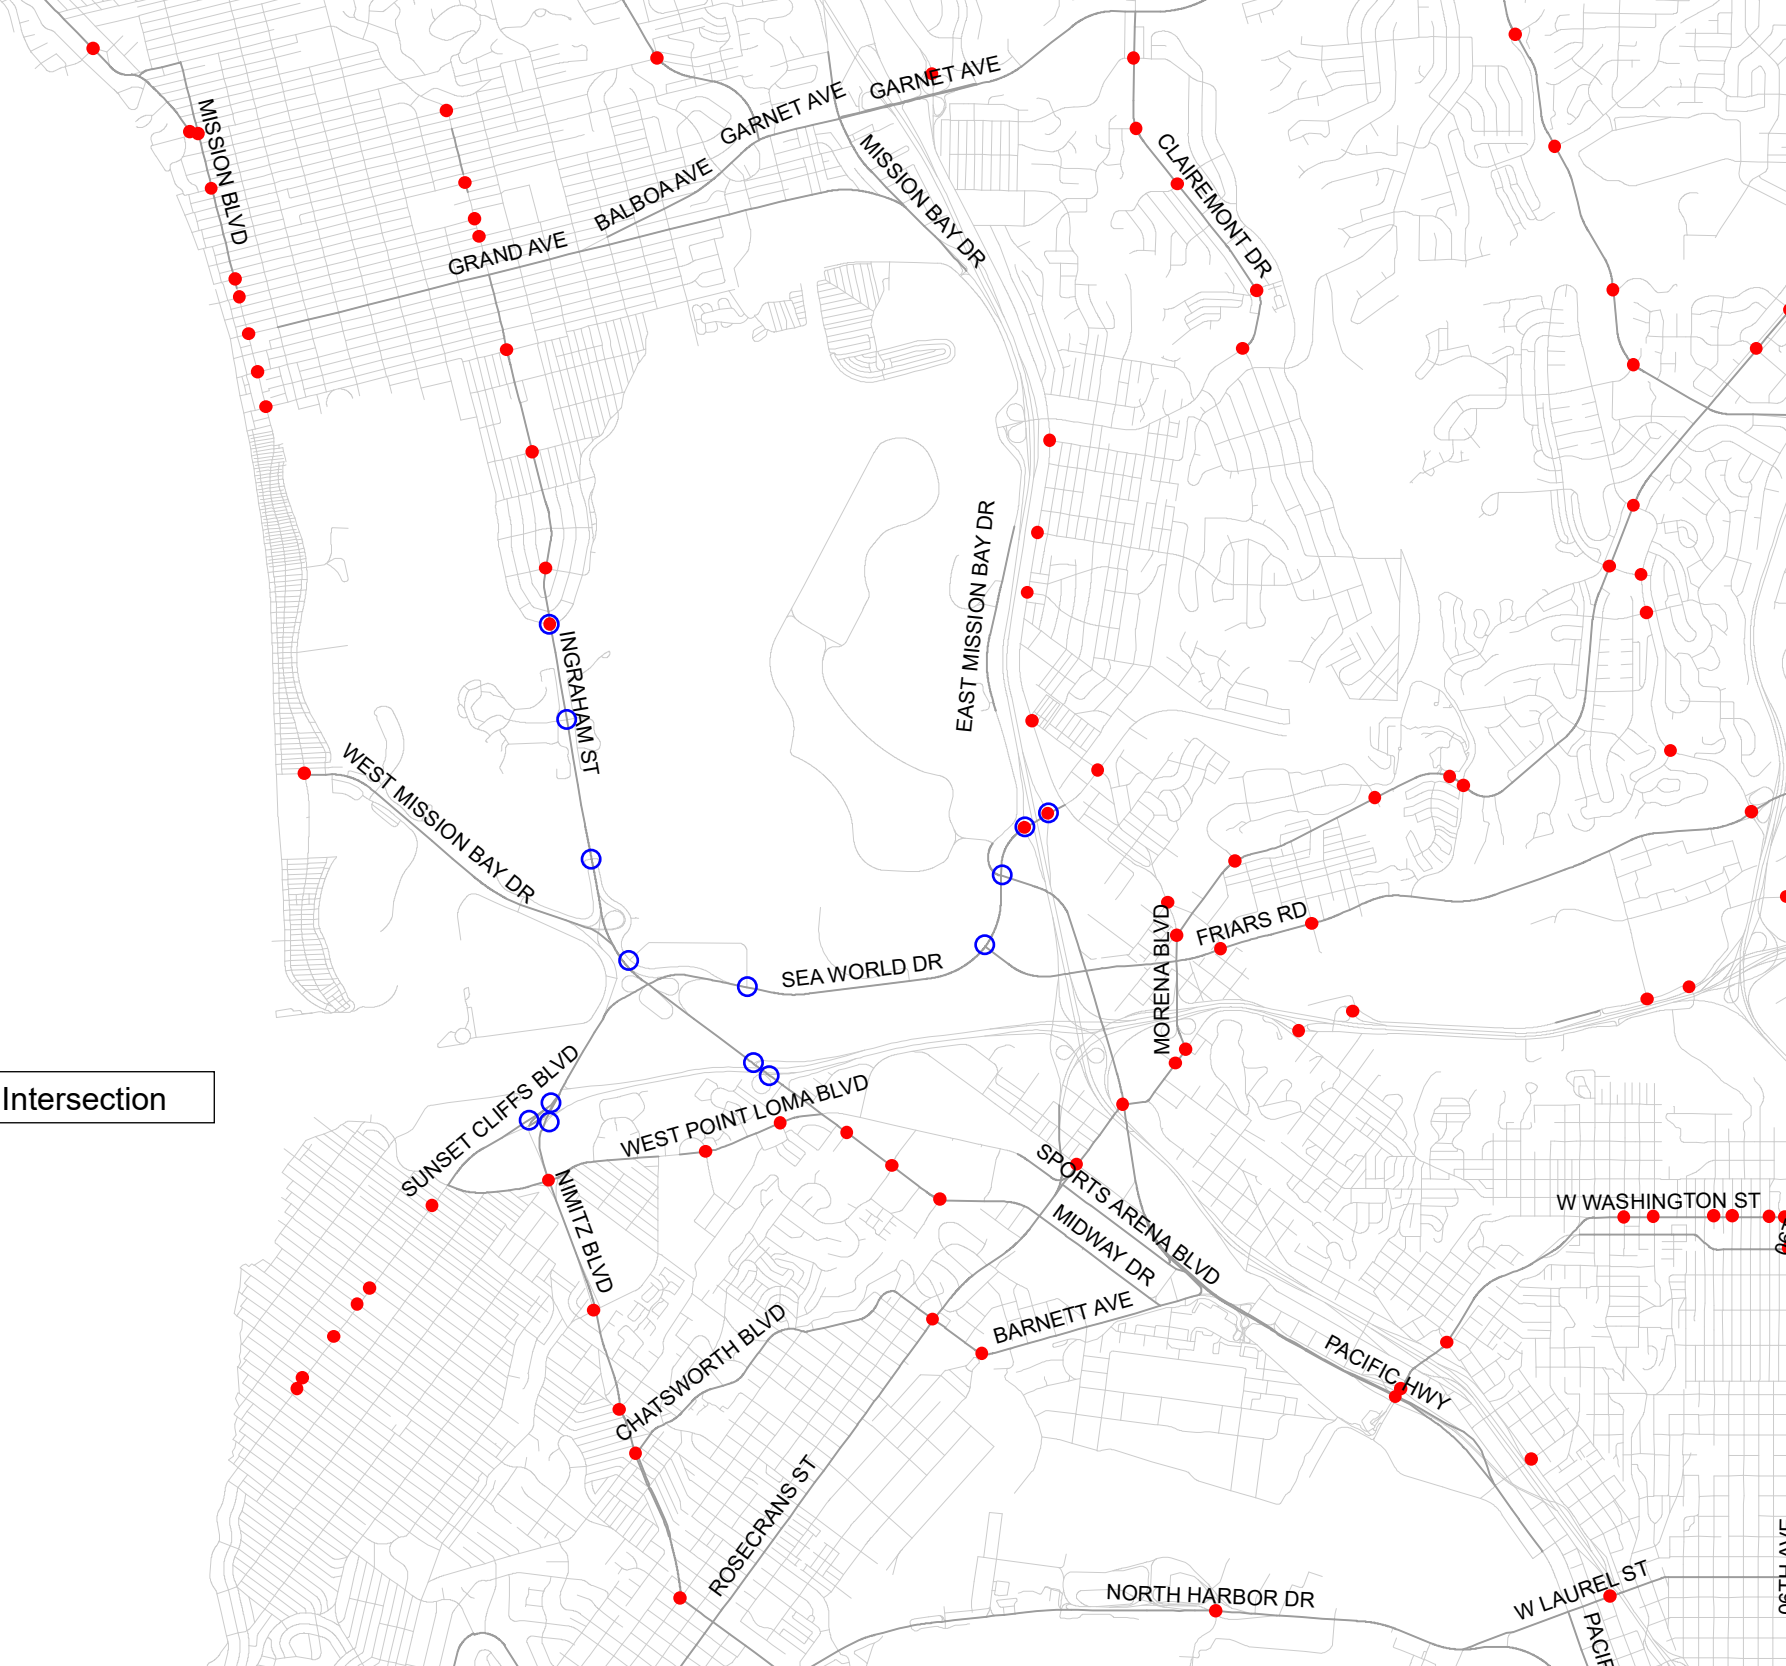 GARNET AVE
GARNET AVE
MISSION BLVD
MISSION BAY DR
CLAIREMONT DR
BALBOA AVE
GRAND AVE
EAST MISSION BAY DR
INGRAHAM ST
WEST MISSION BAY DR
MORENA BLVD
FRIARS RD
SEA WORLD DR
Intersection
SUNSET CLIFFS BLVD
WEST POINT LOMA BLVD
SPORTS ARENA BLVD
NIMITZ BLVD
MIDWAY DR
W WASHINGTON ST
BARNETT AVE
CHATSWORTH BLVD
PACIFIC HWY
ROSECRANS ST
NORTH HARBOR DR
W LAUREL ST
PACIF